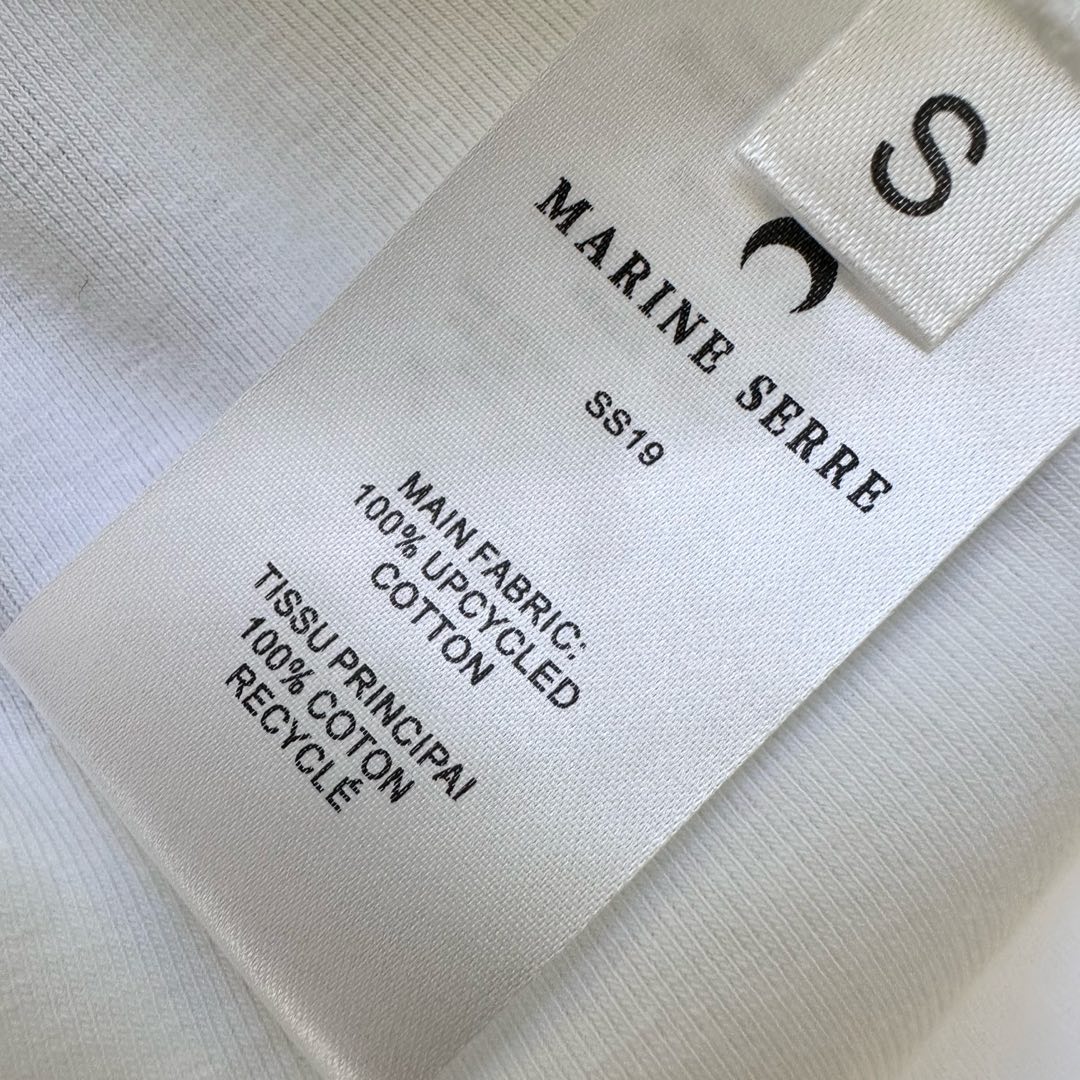 S
MARINE SERRE
SS19
MAIN FABRIC:
100% UPCYCLED
COTTON
TISSU PRINCIPAI
100% COTON
RECYCLÉ